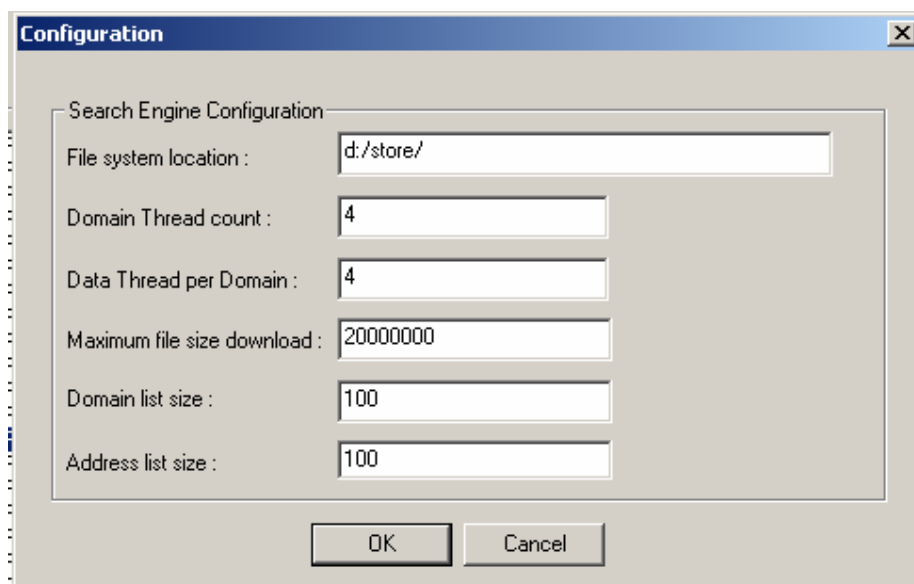 Configuration
Search Engine Configuration
File system location : d:/store/
Domain Thread count : 4
Data Thread per Domain : 4
Maximum file size download : 20000000
Domain list size : 100
Address list size : 100
OK Cancel